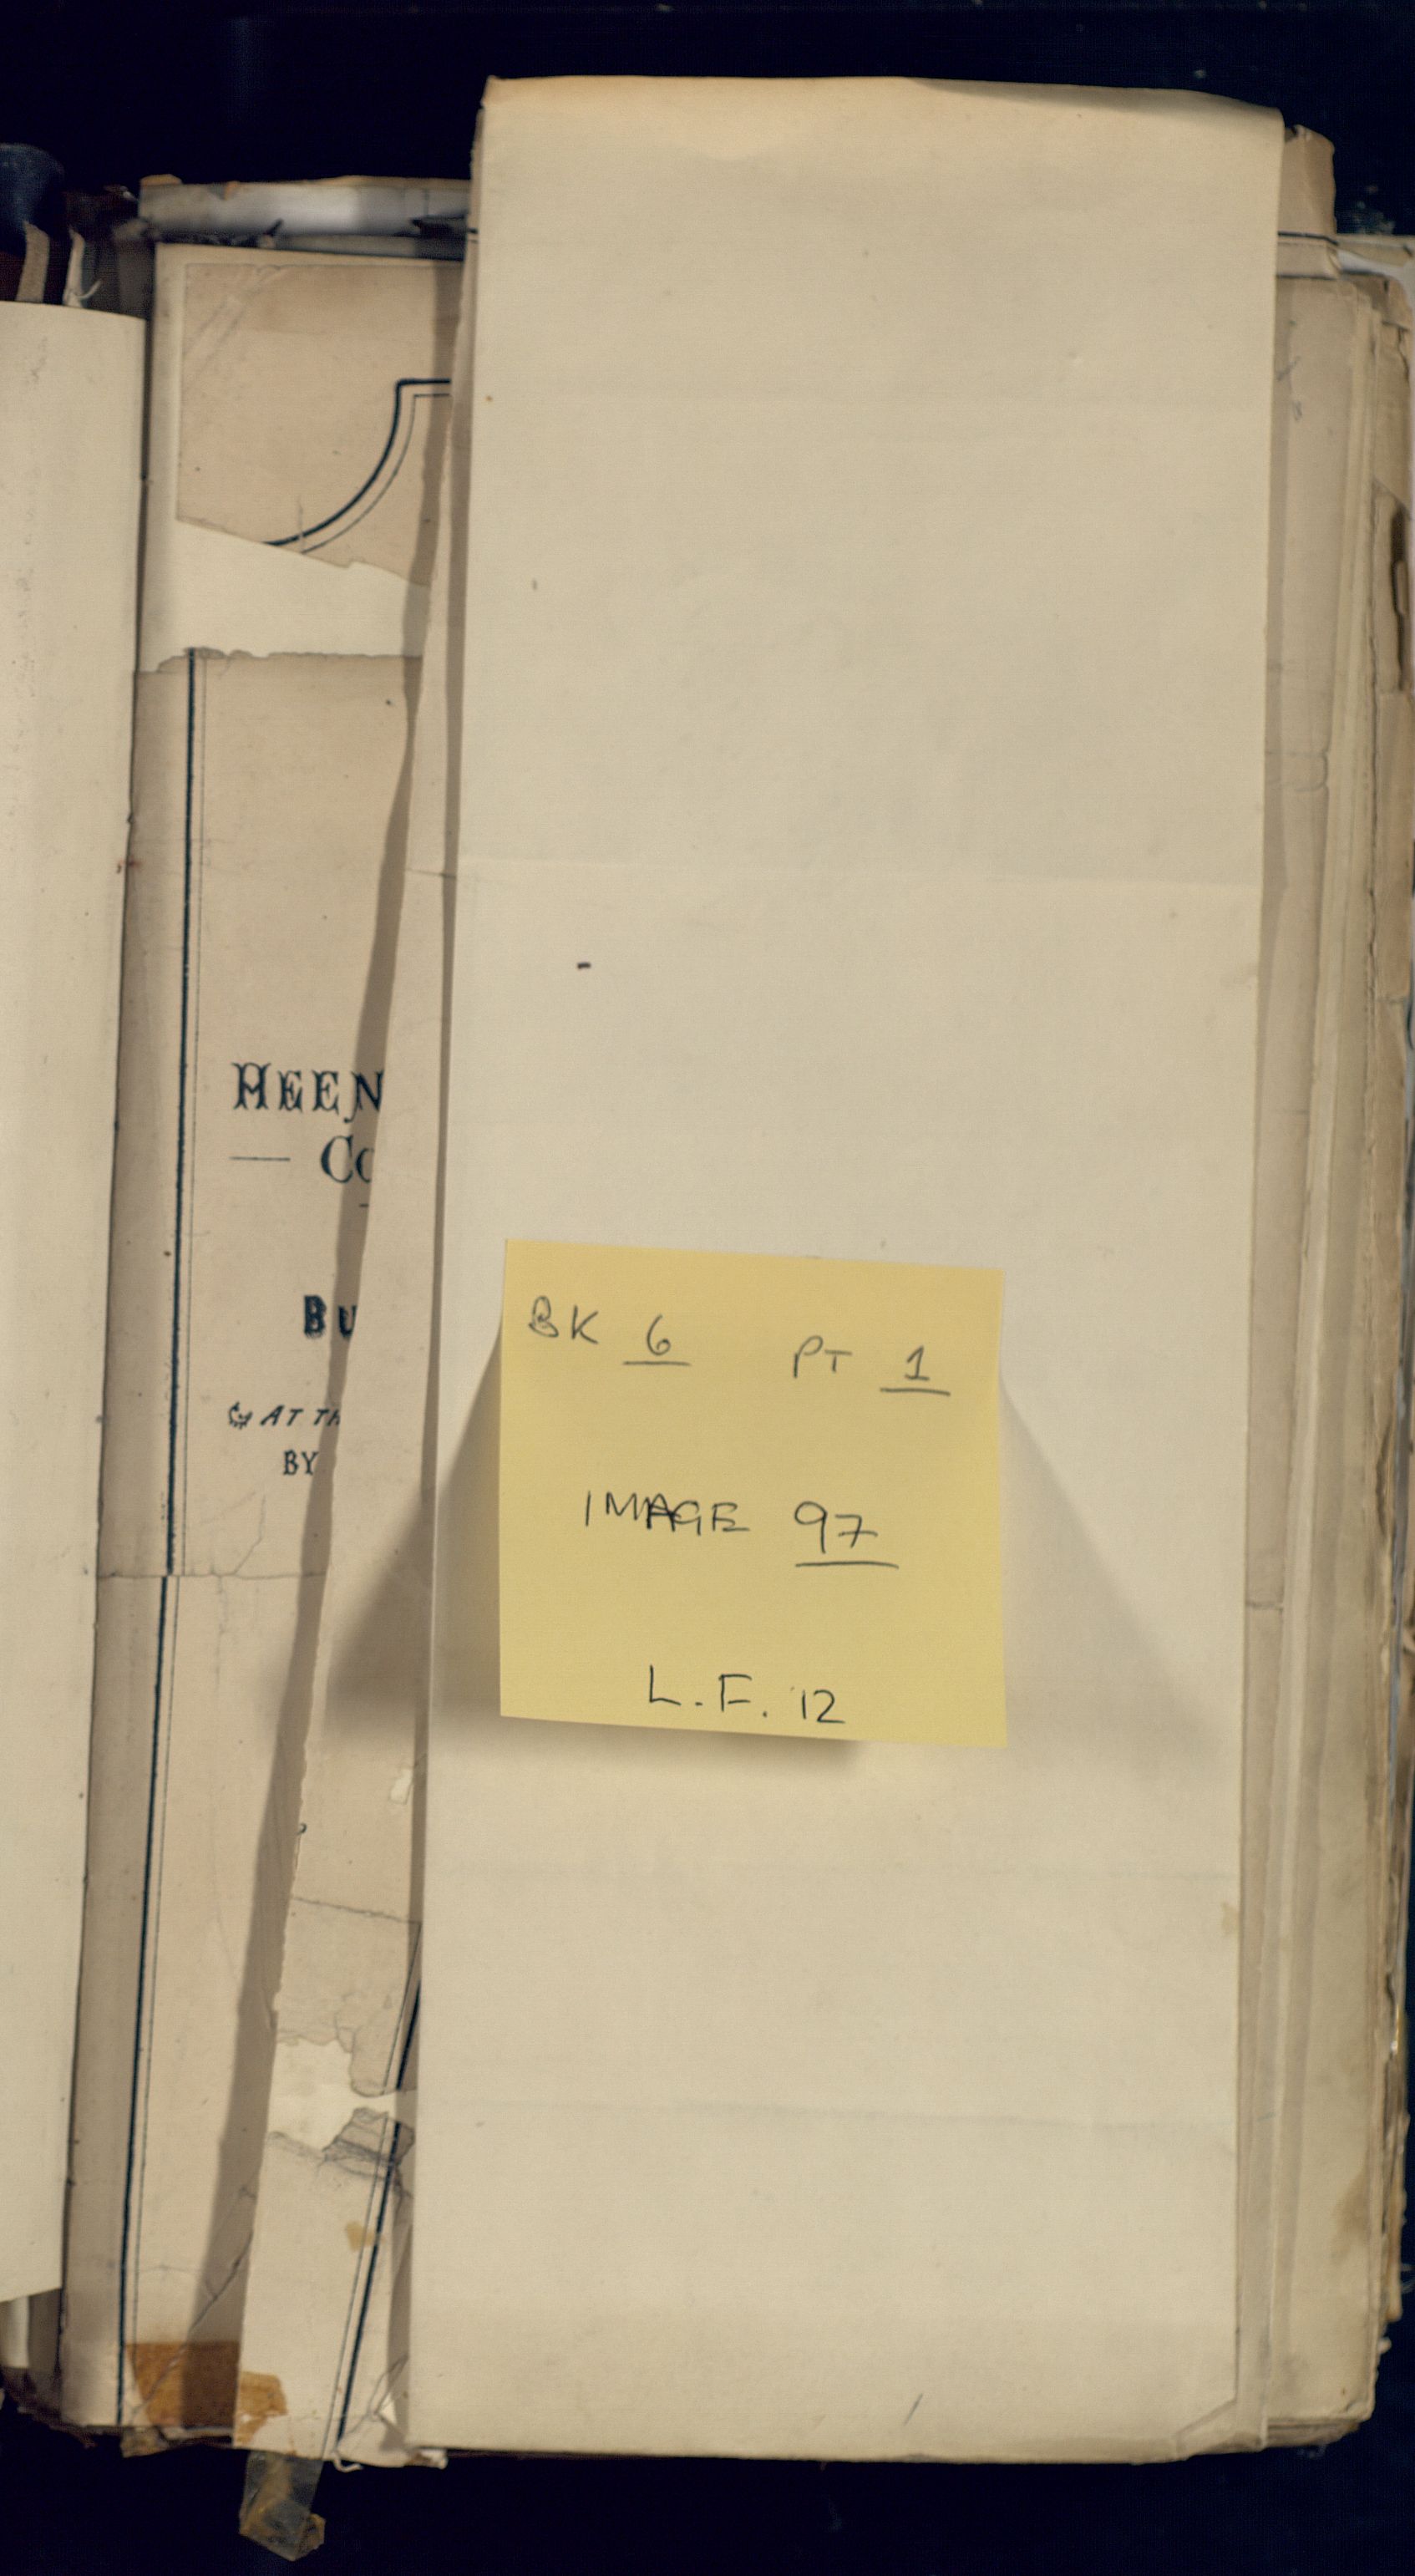 HEEN
— Co
BU
& AT TH
BY
BK 6 PT 1
IMAGE 97
L.F. 12